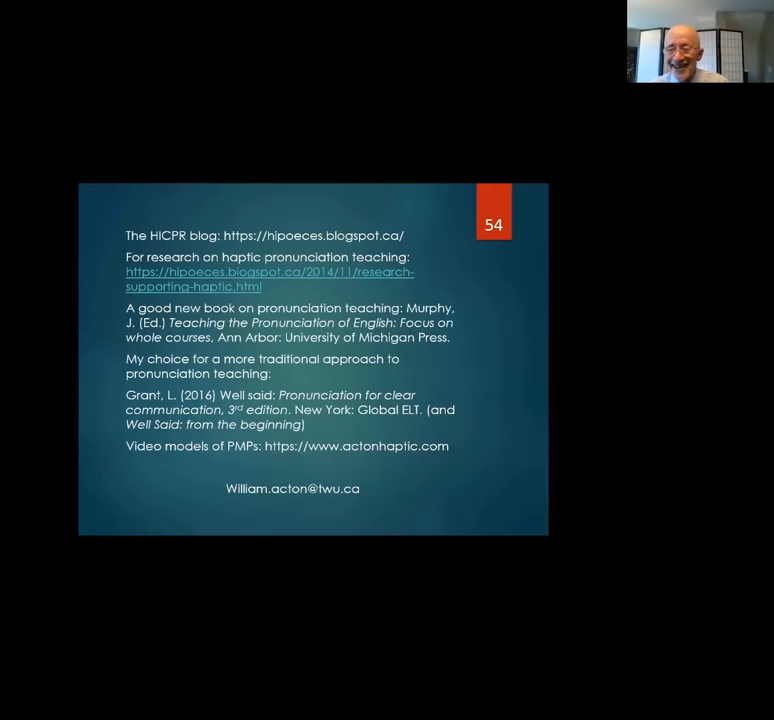 54
The HICPR blog: https://hipoeces.blogspot.ca/
For research on haptic pronunciation teaching:
https://hipoeces.blogspot.ca/2014/11/research-
supporting-haptic.html
A good new book on pronunciation teaching: Murphy,
J. (Ed.) Teaching the Pronunciation of English: Focus on
whole courses, Ann Arbor: University of Michigan Press.
My choice for a more traditional approach to
pronunciation teaching:
Grant, L. (2016) Well said: Pronunciation for clear
communication, 3rd edition. New York: Global ELT. (and
Well Said: from the beginning)
Video models of PMPs: https://www.actonhaptic.com
William.acton@twu.ca